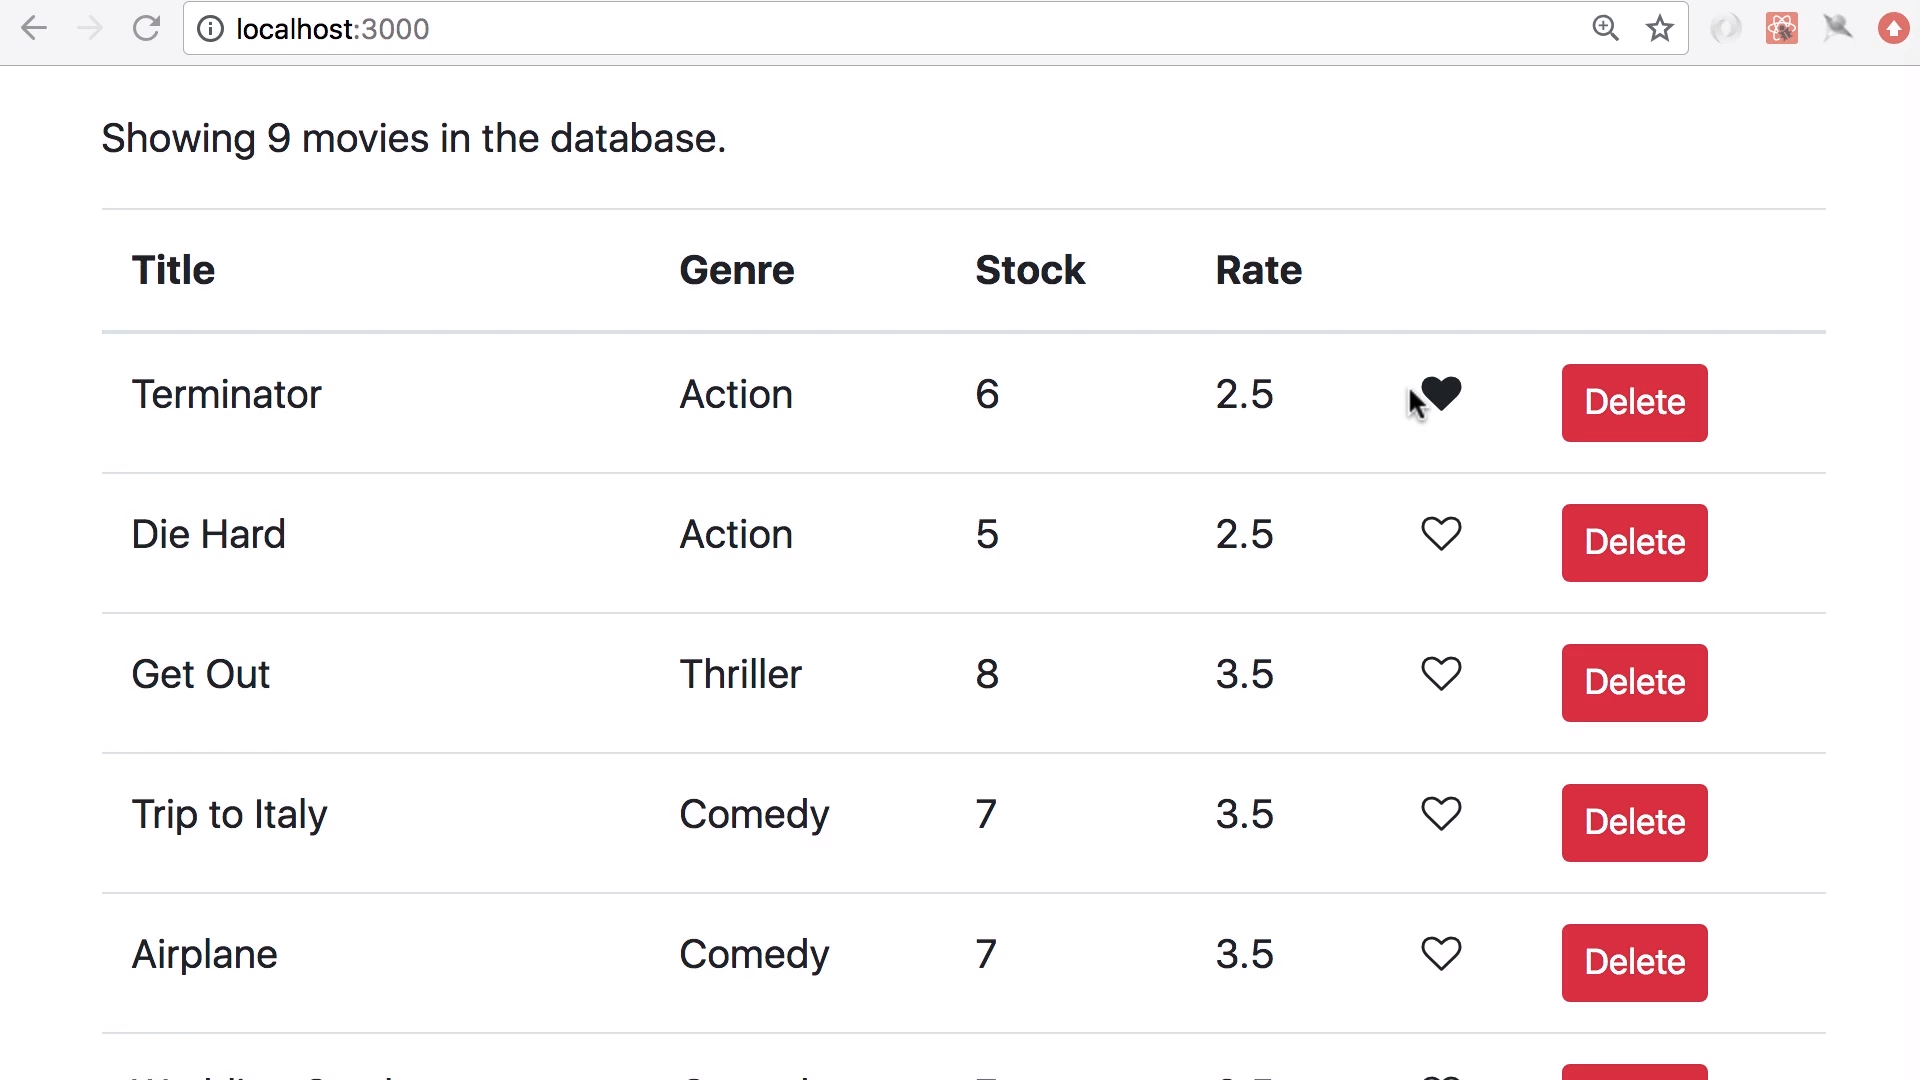 localhost:3000
Showing 9 movies in the database.
Title Genre Stock Rate
Terminator Action 6 2.5 Delete
Die Hard Action 5 2.5 Delete
Get Out Thriller 8 3.5 Delete
Trip to Italy Comedy 7 3.5 Delete
Airplane Comedy 7 3.5 Delete